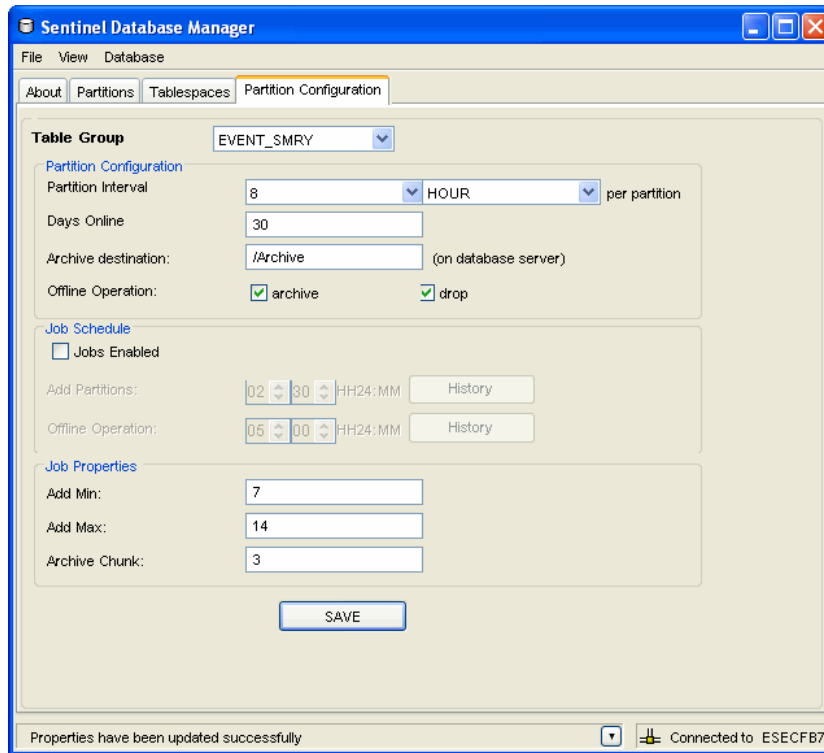 Sentinel Database Manager
File View Database
About Partitions Tablespaces Partition Configuration
Table Group EVENT_SMRY
Partition Configuration
Partition Interval 8 HOUR per partition
Days Online 30
Archive destination: /Archive (on database server)
Offline Operation: archive drop
Job Schedule
Jobs Enabled
Add Partitions: 02 30 HH24:MM History
Offline Operation: 05 00 HH24:MM History
Job Properties
Add Min: 7
Add Max: 14
Archive Chunk: 3
SAVE
Properties have been updated successfully Connected to ESECFB7